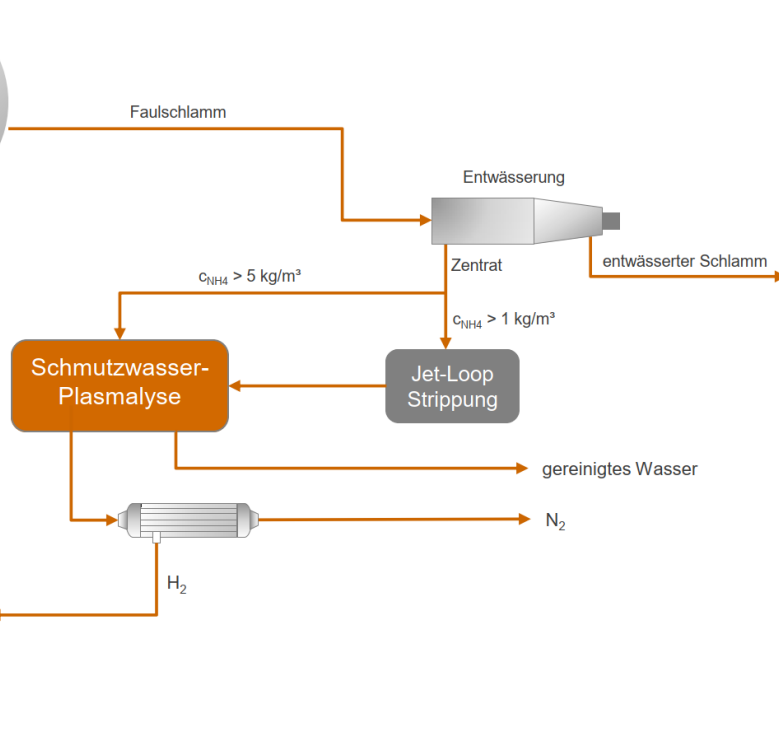 Faulschlamm
Entwässerung
Zentrat
entwässerter Schlamm
cNH4 > 5 kg/m³
cNH4 > 1 kg/m³
Schmutzwasser-
Plasmalyse
Jet-Loop
Strippung
gereinigtes Wasser
N2
H2